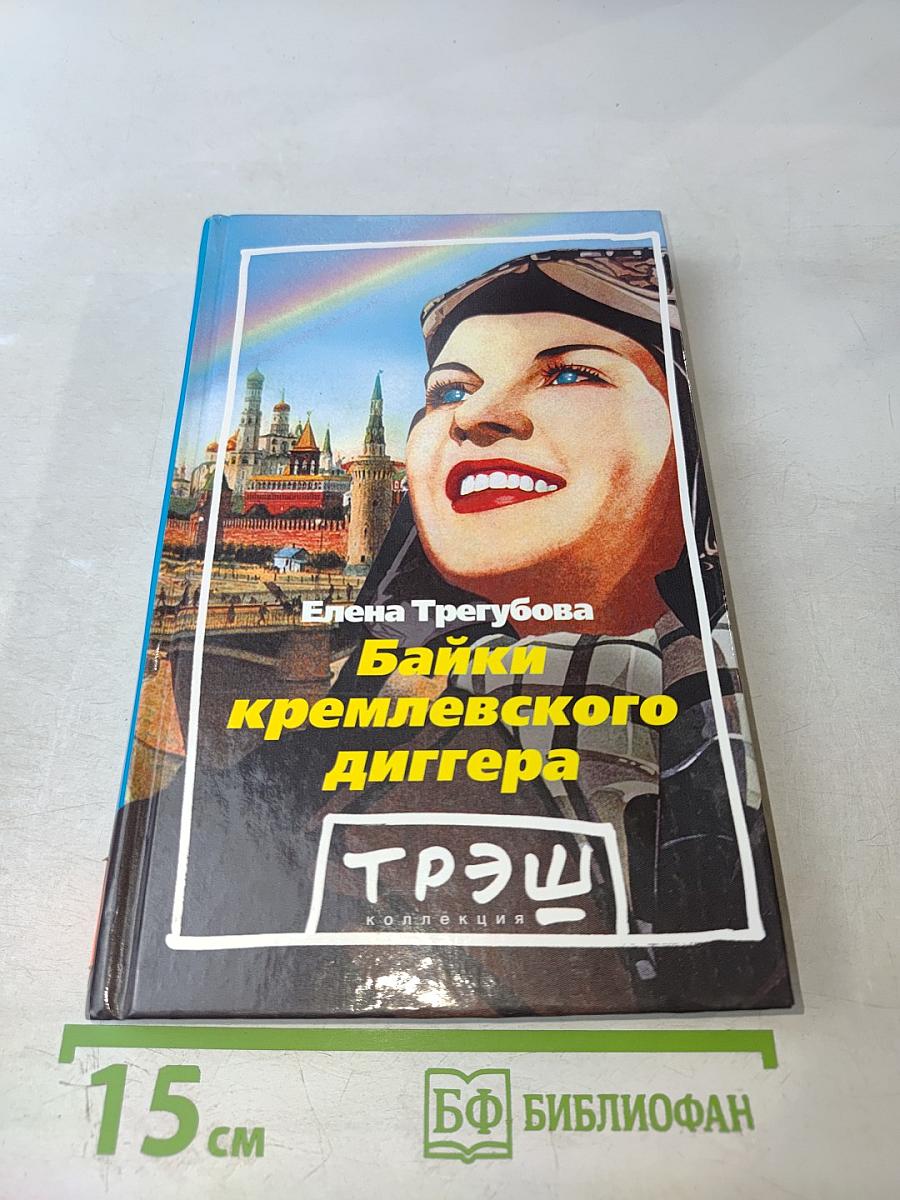 Елена Трегубова
Байки
кремлевского
диггера
ТРЭШ
коллекция
15 см
БФ БИБЛИОФАН